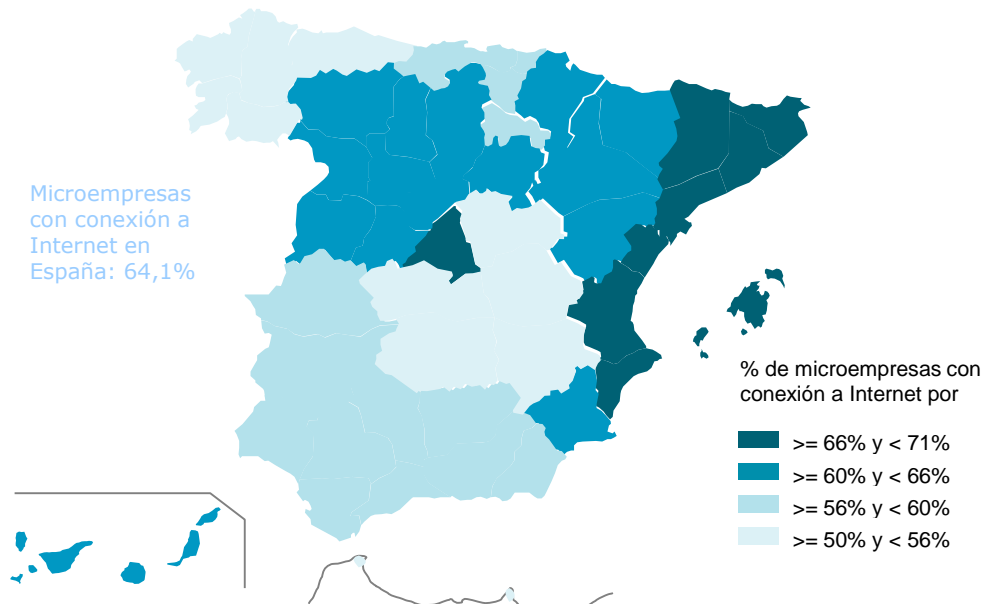 Microempresas
con conexión a
Internet en
España: 64,1%
% de microempresas con
conexión a Internet por
>= 66% y < 71%
>= 60% y < 66%
>= 56% y < 60%
>= 50% y < 56%